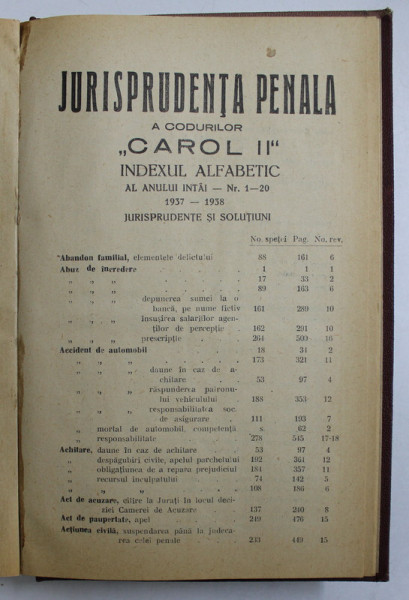 JURISPRUDENȚA PENALA
A CODURILOR
„CAROL II“
INDEXUL ALFABETIC
AL ANULUI INTÂI — Nr. 1—20
1937 — 1938
JURISPRUDENȚE ȘI SOLUȚIUNI
No. speței Pag. No. rev.
Abandon familial, elementele delictului 88 161 6
Abuz de încredere 1 1 1
„ „ „ 17 33 2
„ „ „ 89 163 6
„ „ „ depunerea sumei la o
bancă, pe nume fictiv 161 289 10
„ „ „ însușirea salariilor agen-
ților de percepție 162 291 10
„ „ „ prescripție 264 509 16
Accident de automobil 18 34 2
„ „ „ 173 321 11
„ „ „ daune în caz de a-
chitare 53 97 4
„ „ „ răspunderea patronu-
lui vehiculului 188 353 12
„ „ „ responsabilitatea soc.
de asigurare 111 193 7
„ mortal de automobil, competență s. 62 2
„ responsabilitate 278 545 17-18
Achitare, daune în caz de achitare 53 97 4
„ despăgubiri civile, apelul parchetului 192 361 12
„ obligațiunea de a repara prejudiciul 184 357 11
„ recursul inculpatului 74 142 5
„ „ „ 108 186 6
Act de acuzare, citire la Jurați în locul deci-
ziei Camerei de Acuzare 137 240 8
Act de paupertate, apel 249 476 15
Acțiunea civilă, suspendarea până la judeca-
rea celei penale 233 449 15